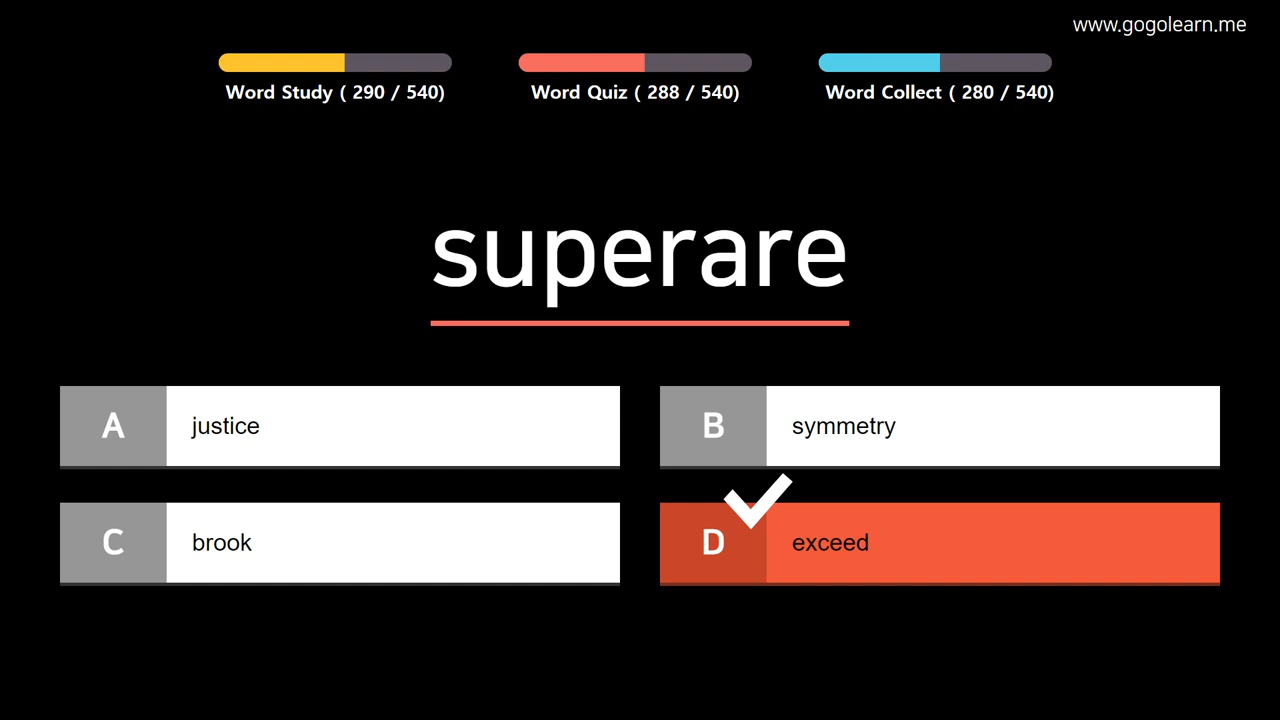 www.gogolearn.me
Word Study ( 290 / 540)
Word Quiz ( 288 / 540)
Word Collect ( 280 / 540)
superare
A justice
B symmetry
C brook
D exceed